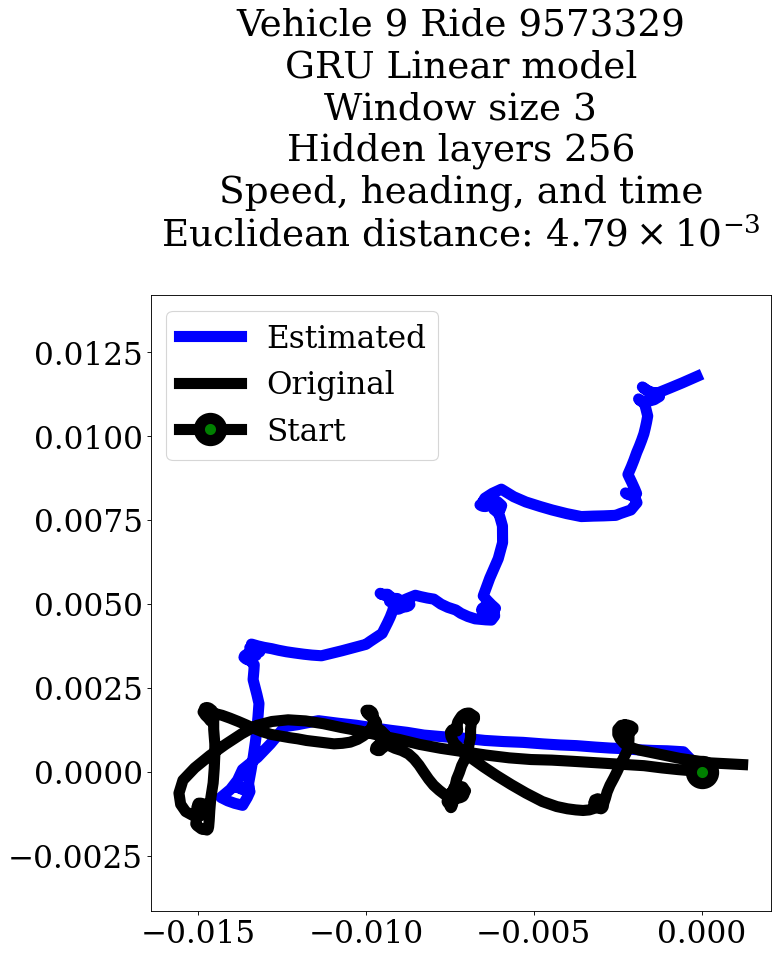 Vehicle 9 Ride 9573329
GRU Linear model
Window size 3
Hidden layers 256
Speed, heading, and time
Euclidean distance: 4.79 × 10⁻³
Estimated
Original
Start
0.0125
0.0100
0.0075
0.0050
0.0025
0.0000
−0.0025
−0.015 −0.010 −0.005 0.000